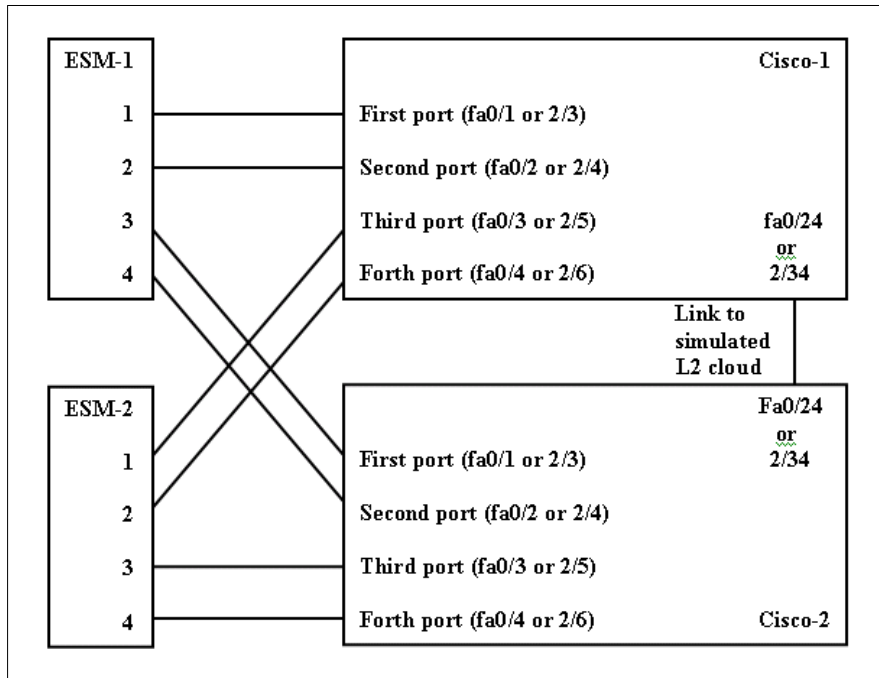 ESM-1
1
2
3
4
Cisco-1
First port (fa0/1 or 2/3)
Second port (fa0/2 or 2/4)
Third port (fa0/3 or 2/5)
Forth port (fa0/4 or 2/6)
fa0/24
or
2/34
Link to
simulated
L2 cloud
ESM-2
1
2
3
4
Fa0/24
or
2/34
First port (fa0/1 or 2/3)
Second port (fa0/2 or 2/4)
Third port (fa0/3 or 2/5)
Forth port (fa0/4 or 2/6)
Cisco-2